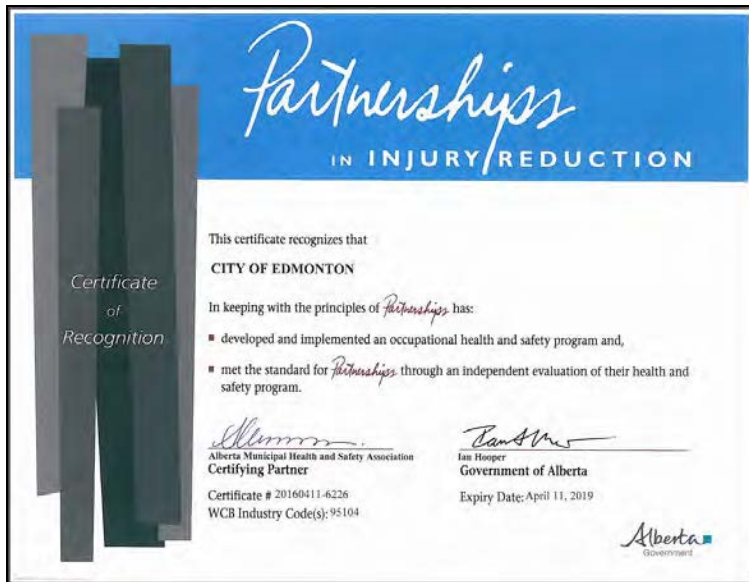 Partnerships
IN INJURY REDUCTION
Certificate
of
Recognition
This certificate recognizes that
CITY OF EDMONTON
In keeping with the principles of Partnerships has:
developed and implemented an occupational health and safety program and,
met the standard for Partnerships through an independent evaluation of their health and
safety program.
Alberta Municipal Health and Safety Association
Certifying Partner
Certificate # 20160411-6226
WCB Industry Code(s): 95104
Ian Hooper
Government of Alberta
Expiry Date: April 11, 2019
Alberta
Government